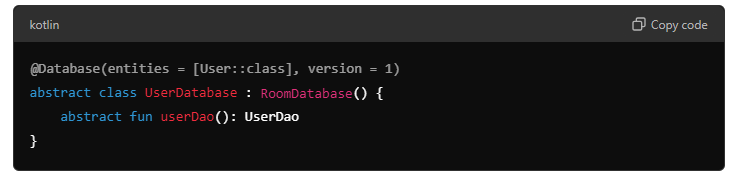 kotlin
Copy code
@Database(entities = [User::class], version = 1)
abstract class UserDatabase : RoomDatabase() {
    abstract fun userDao(): UserDao
}